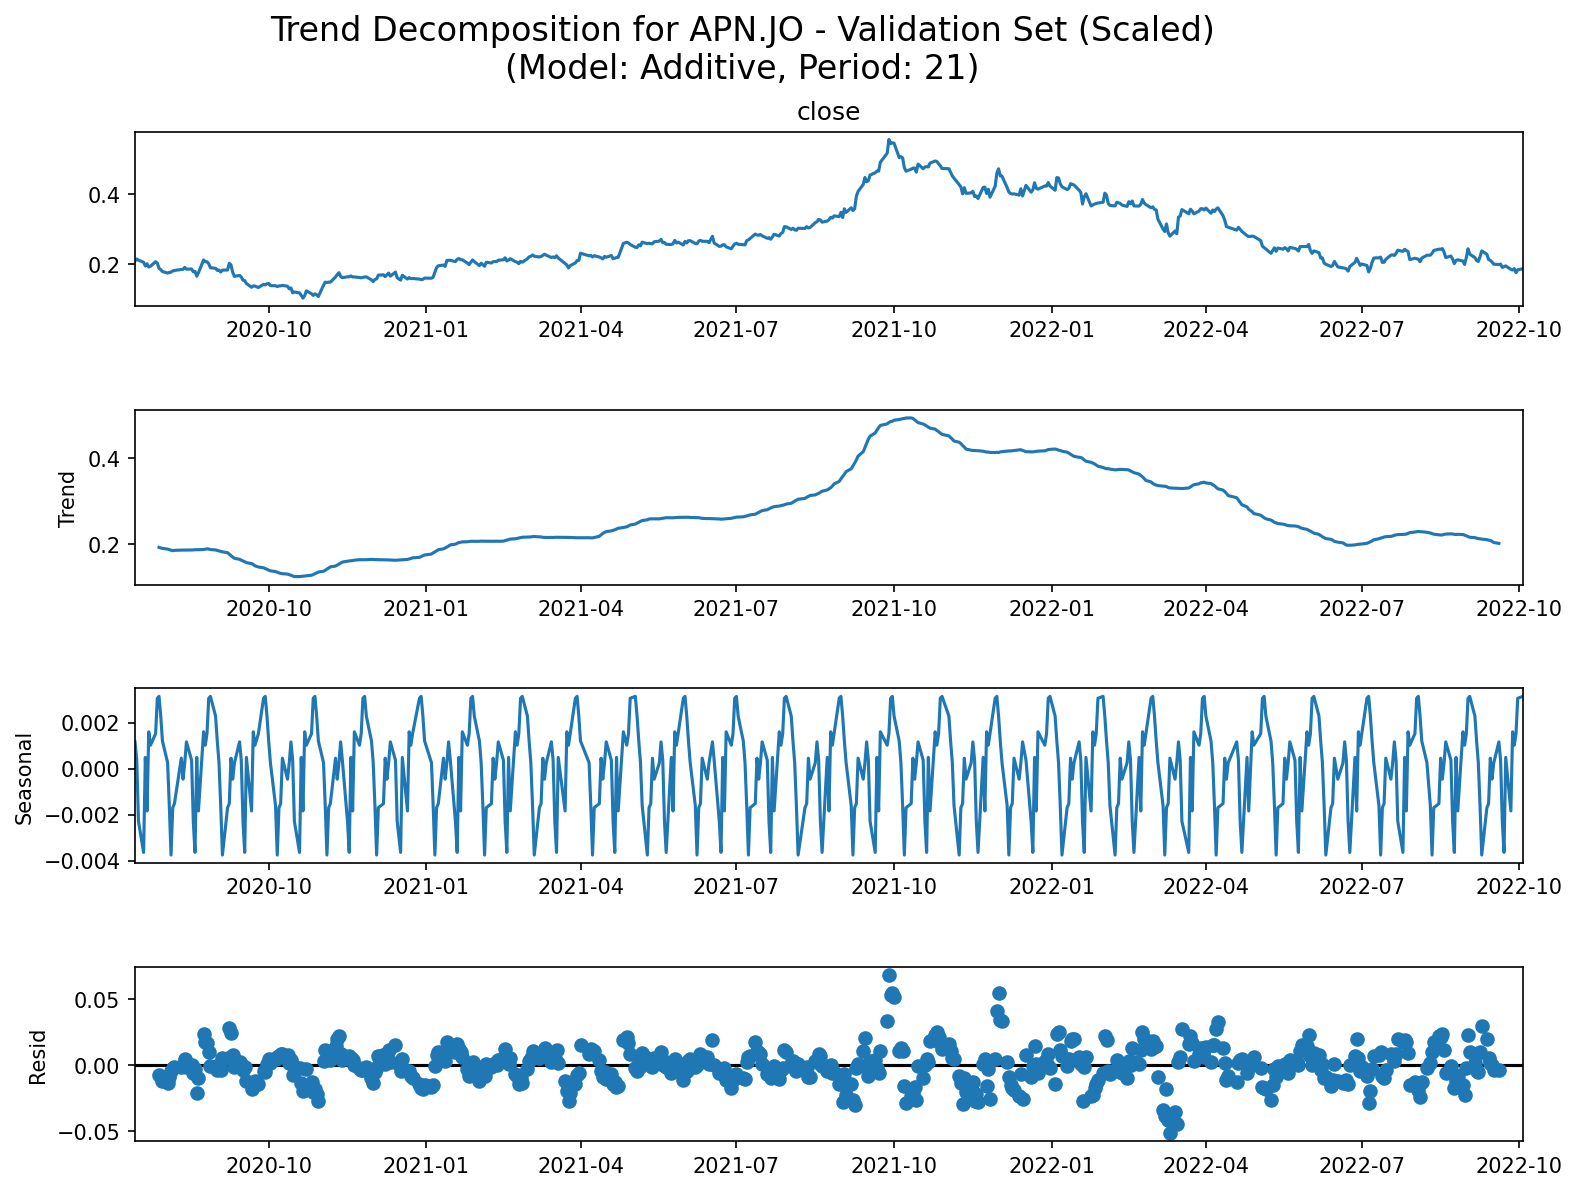 Trend Decomposition for APN.JO - Validation Set (Scaled)
(Model: Additive, Period: 21)
close
0.4
0.2
2020-10 2021-01 2021-04 2021-07 2021-10 2022-01 2022-04 2022-07 2022-10
Trend
0.4
0.2
2020-10 2021-01 2021-04 2021-07 2021-10 2022-01 2022-04 2022-07 2022-10
Seasonal
0.002
0.000
−0.002
−0.004
2020-10 2021-01 2021-04 2021-07 2021-10 2022-01 2022-04 2022-07 2022-10
Resid
0.05
0.00
−0.05
2020-10 2021-01 2021-04 2021-07 2021-10 2022-01 2022-04 2022-07 2022-10